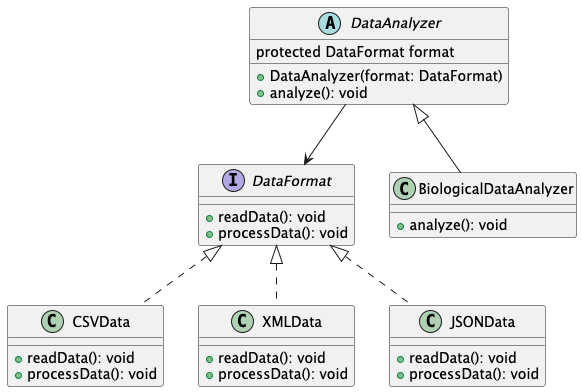 A DataAnalyzer
protected DataFormat format
DataAnalyzer(format: DataFormat)
analyze(): void
I DataFormat
readData(): void
processData(): void
C BiologicalDataAnalyzer
analyze(): void
C CSVData
readData(): void
processData(): void
C XMLData
readData(): void
processData(): void
C JSONData
readData(): void
processData(): void